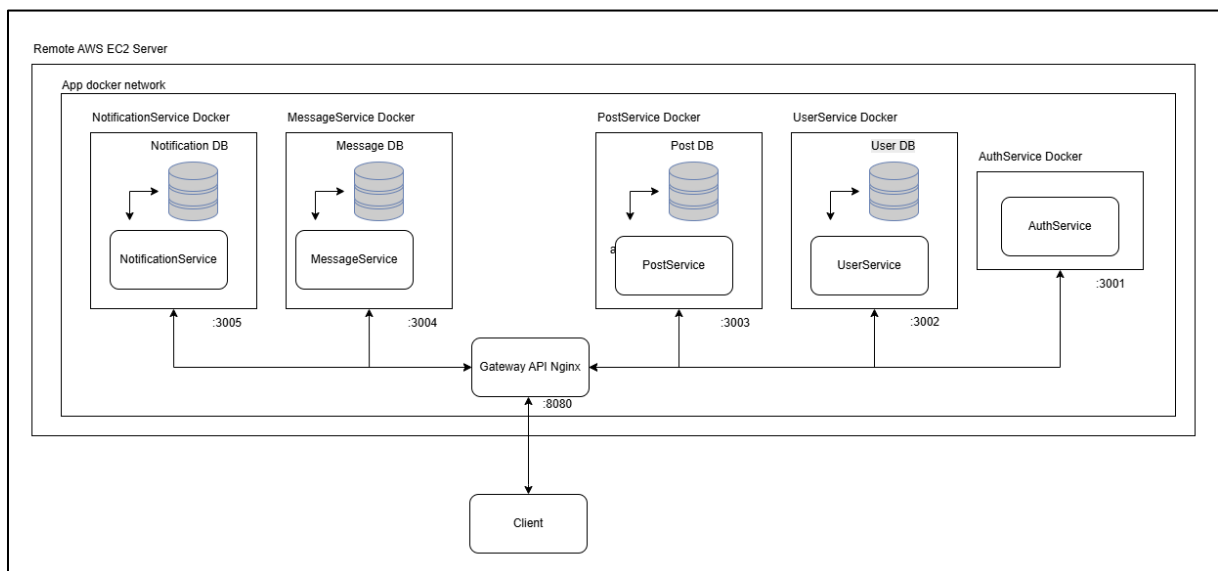 Remote AWS EC2 Server
App docker network
NotificationService Docker
MessageService Docker
PostService Docker
UserService Docker
AuthService Docker
Notification DB
Message DB
Post DB
User DB
NotificationService
MessageService
a
PostService
UserService
AuthService
:3005
:3004
:3003
:3002
:3001
Gateway API Nginx
:8080
Client